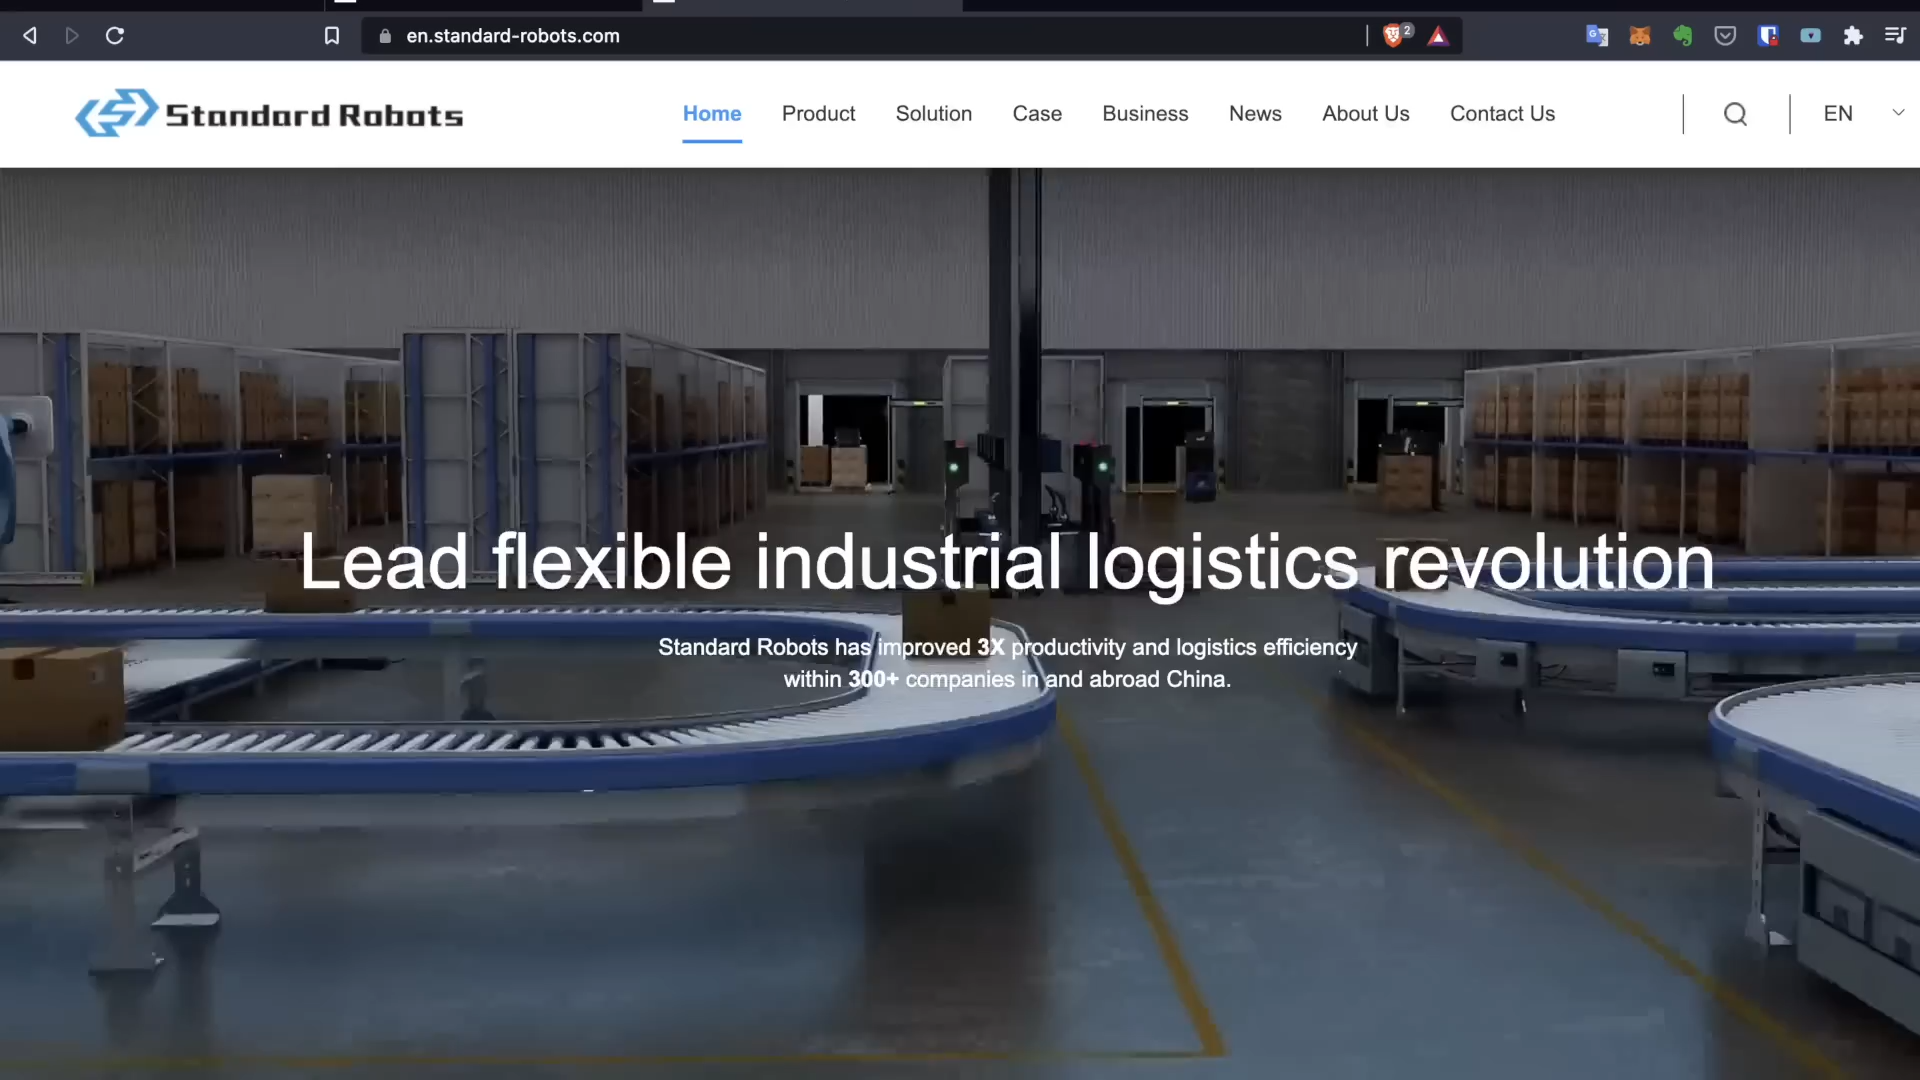 en.standard-robots.com
2
Standard Robots
Home Product Solution Case Business News About Us Contact Us EN
Lead flexible industrial logistics revolution
Standard Robots has improved 3X productivity and logistics efficiency
within 300+ companies in and abroad China.